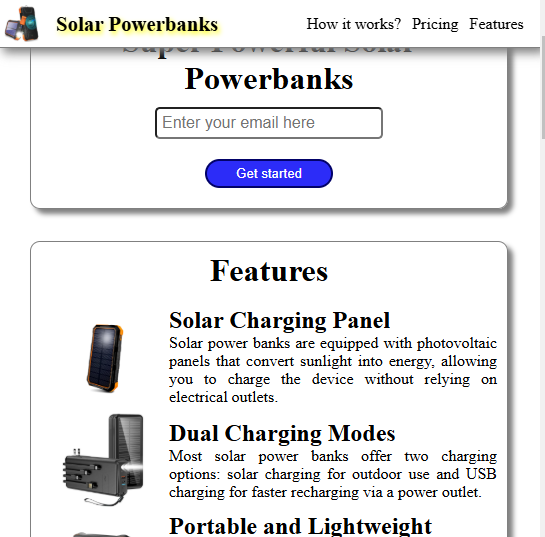 Solar Powerbanks
How it works? Pricing Features
Super Powerful Solar
Powerbanks
Enter your email here
Get started
Features
Solar Charging Panel
Solar power banks are equipped with photovoltaic
panels that convert sunlight into energy, allowing
you to charge the device without relying on
electrical outlets.
Dual Charging Modes
Most solar power banks offer two charging
options: solar charging for outdoor use and USB
charging for faster recharging via a power outlet.
Portable and Lightweight